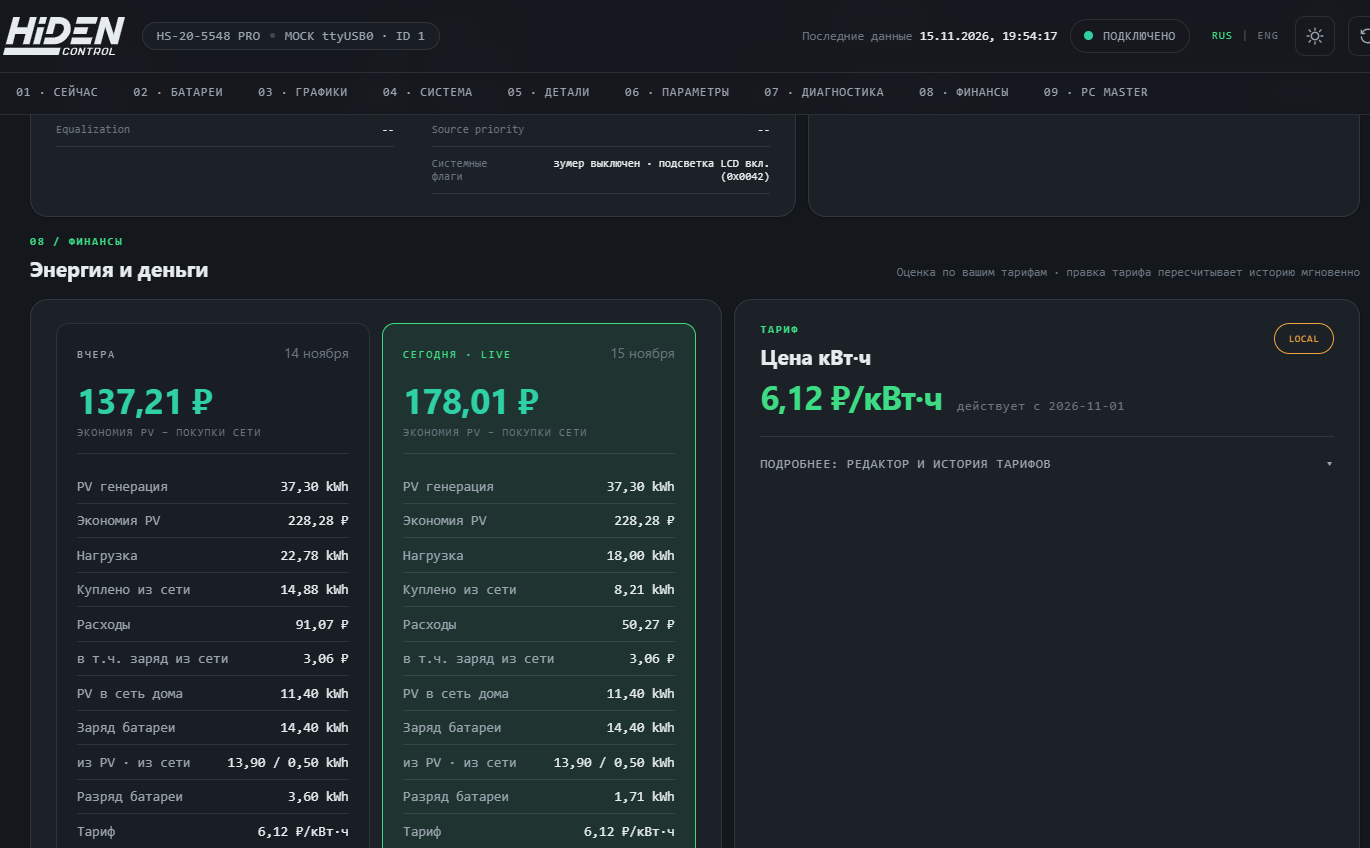 HiDEN
CONTROL
HS-20-5548 PRO • МОСК ttyUSB0 · ID 1
Последние данные 15.11.2026, 19:54:17
ПОДКЛЮЧЕНО
RUS | ENG
01 · СЕЙЧАС
02 · БАТАРЕИ
03 · ГРАФИКИ
04 · СИСТЕМА
05 · ДЕТАЛИ
06 · ПАРАМЕТРЫ
07 · ДИАГНОСТИКА
08 · ФИНАНСЫ
09 · PC MASTER
Equalization --
Source priority --
Системные флаги
зуммер выключен · подсветка LCD вкл.
(0x0042)
08 / ФИНАНСЫ
Энергия и деньги
Оценка по вашим тарифам · правка тарифа пересчитывает историю мгновенно
ВЧЕРА 14 ноября
137,21 ₽
ЭКОНОМИЯ PV − ПОКУПКИ СЕТИ
PV генерация 37,30 kWh
Экономия PV 228,28 ₽
Нагрузка 22,78 kWh
Куплено из сети 14,88 kWh
Расходы 91,07 ₽
в т.ч. заряд из сети 3,06 ₽
PV в сеть дома 11,40 kWh
Заряд батареи 14,40 kWh
из PV · из сети 13,90 / 0,50 kWh
Разряд батареи 3,60 kWh
Тариф 6,12 ₽/кВт·ч
СЕГОДНЯ · LIVE 15 ноября
178,01 ₽
ЭКОНОМИЯ PV − ПОКУПКИ СЕТИ
PV генерация 37,30 kWh
Экономия PV 228,28 ₽
Нагрузка 18,00 kWh
Куплено из сети 8,21 kWh
Расходы 50,27 ₽
в т.ч. заряд из сети 3,06 ₽
PV в сеть дома 11,40 kWh
Заряд батареи 14,40 kWh
из PV · из сети 13,90 / 0,50 kWh
Разряд батареи 1,71 kWh
Тариф 6,12 ₽/кВт·ч
ТАРИФ
LOCAL
Цена кВт·ч
6,12 ₽/кВт·ч действует с 2026-11-01
ПОДРОБНЕЕ: РЕДАКТОР И ИСТОРИЯ ТАРИФОВ